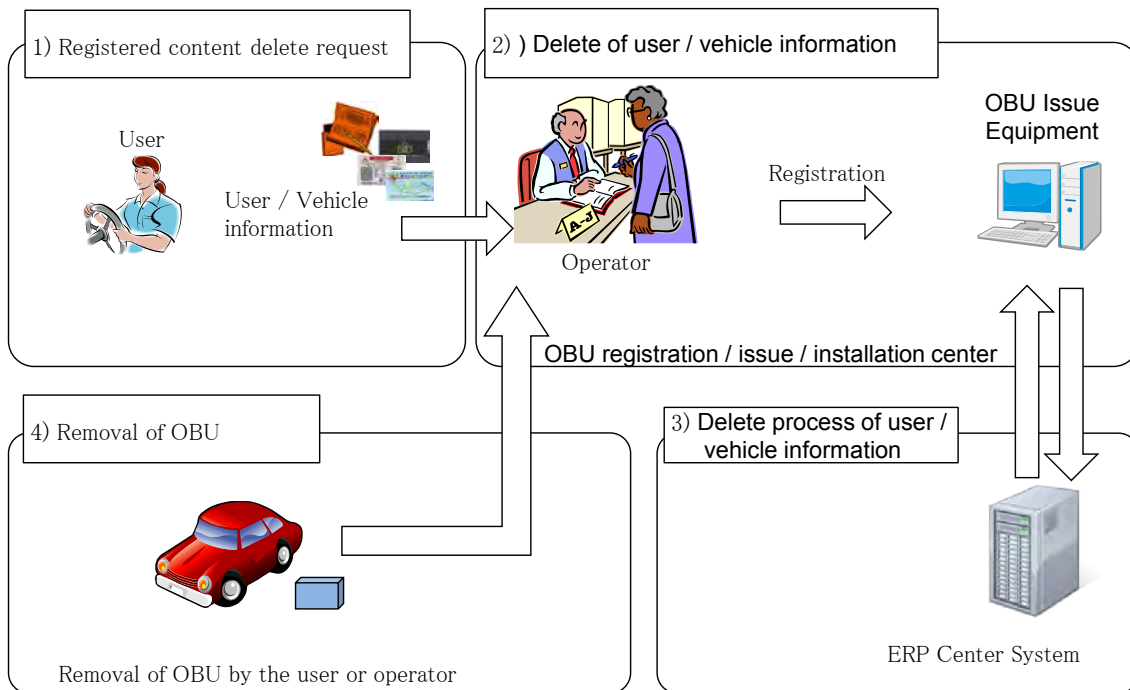 1) Registered content delete request
User
User / Vehicle
information
2) ) Delete of user / vehicle information
A-J
Operator
Registration
OBU Issue
Equipment
OBU registration / issue / installation center
4) Removal of OBU
Removal of OBU by the user or operator
3) Delete process of user /
vehicle information
ERP Center System